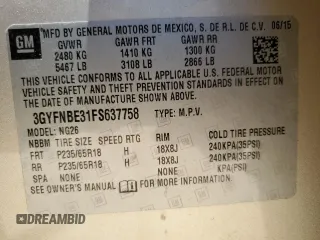 GM
MFD BY GENERAL MOTORS DE MEXICO, S. DE R.L. DE C.V. 06/15
GVWR GAWR FRT GAWR RR
2480 KG 1410 KG 1300 KG
5467 LB 3108 LB 2866 LB
THIS VEHICLE CONFORMS TO ALL APPLICABLE U.S. FEDERAL MOTOR
VEHICLE SAFETY AND THEFT PREVENTION STANDARDS IN EFFECT
ON THE DATE OF MANUFACTURE SHOWN ABOVE.
3GYFNBE31FS637758 TYPE: M.P.V.
MODEL: NG26
NBBM TIRE SIZE SPEED RTG RIM COLD TIRE PRESSURE
FRT P235/65R18 H 18X8J 240KPA(35PSI)
RR P235/65R18 H 18X8J 240KPA(35PSI)
SPA NONE NONE KPA(PSI)
SEE OWNER'S MANUAL FOR ADDITIONAL INFORMATION.
DREAMBID